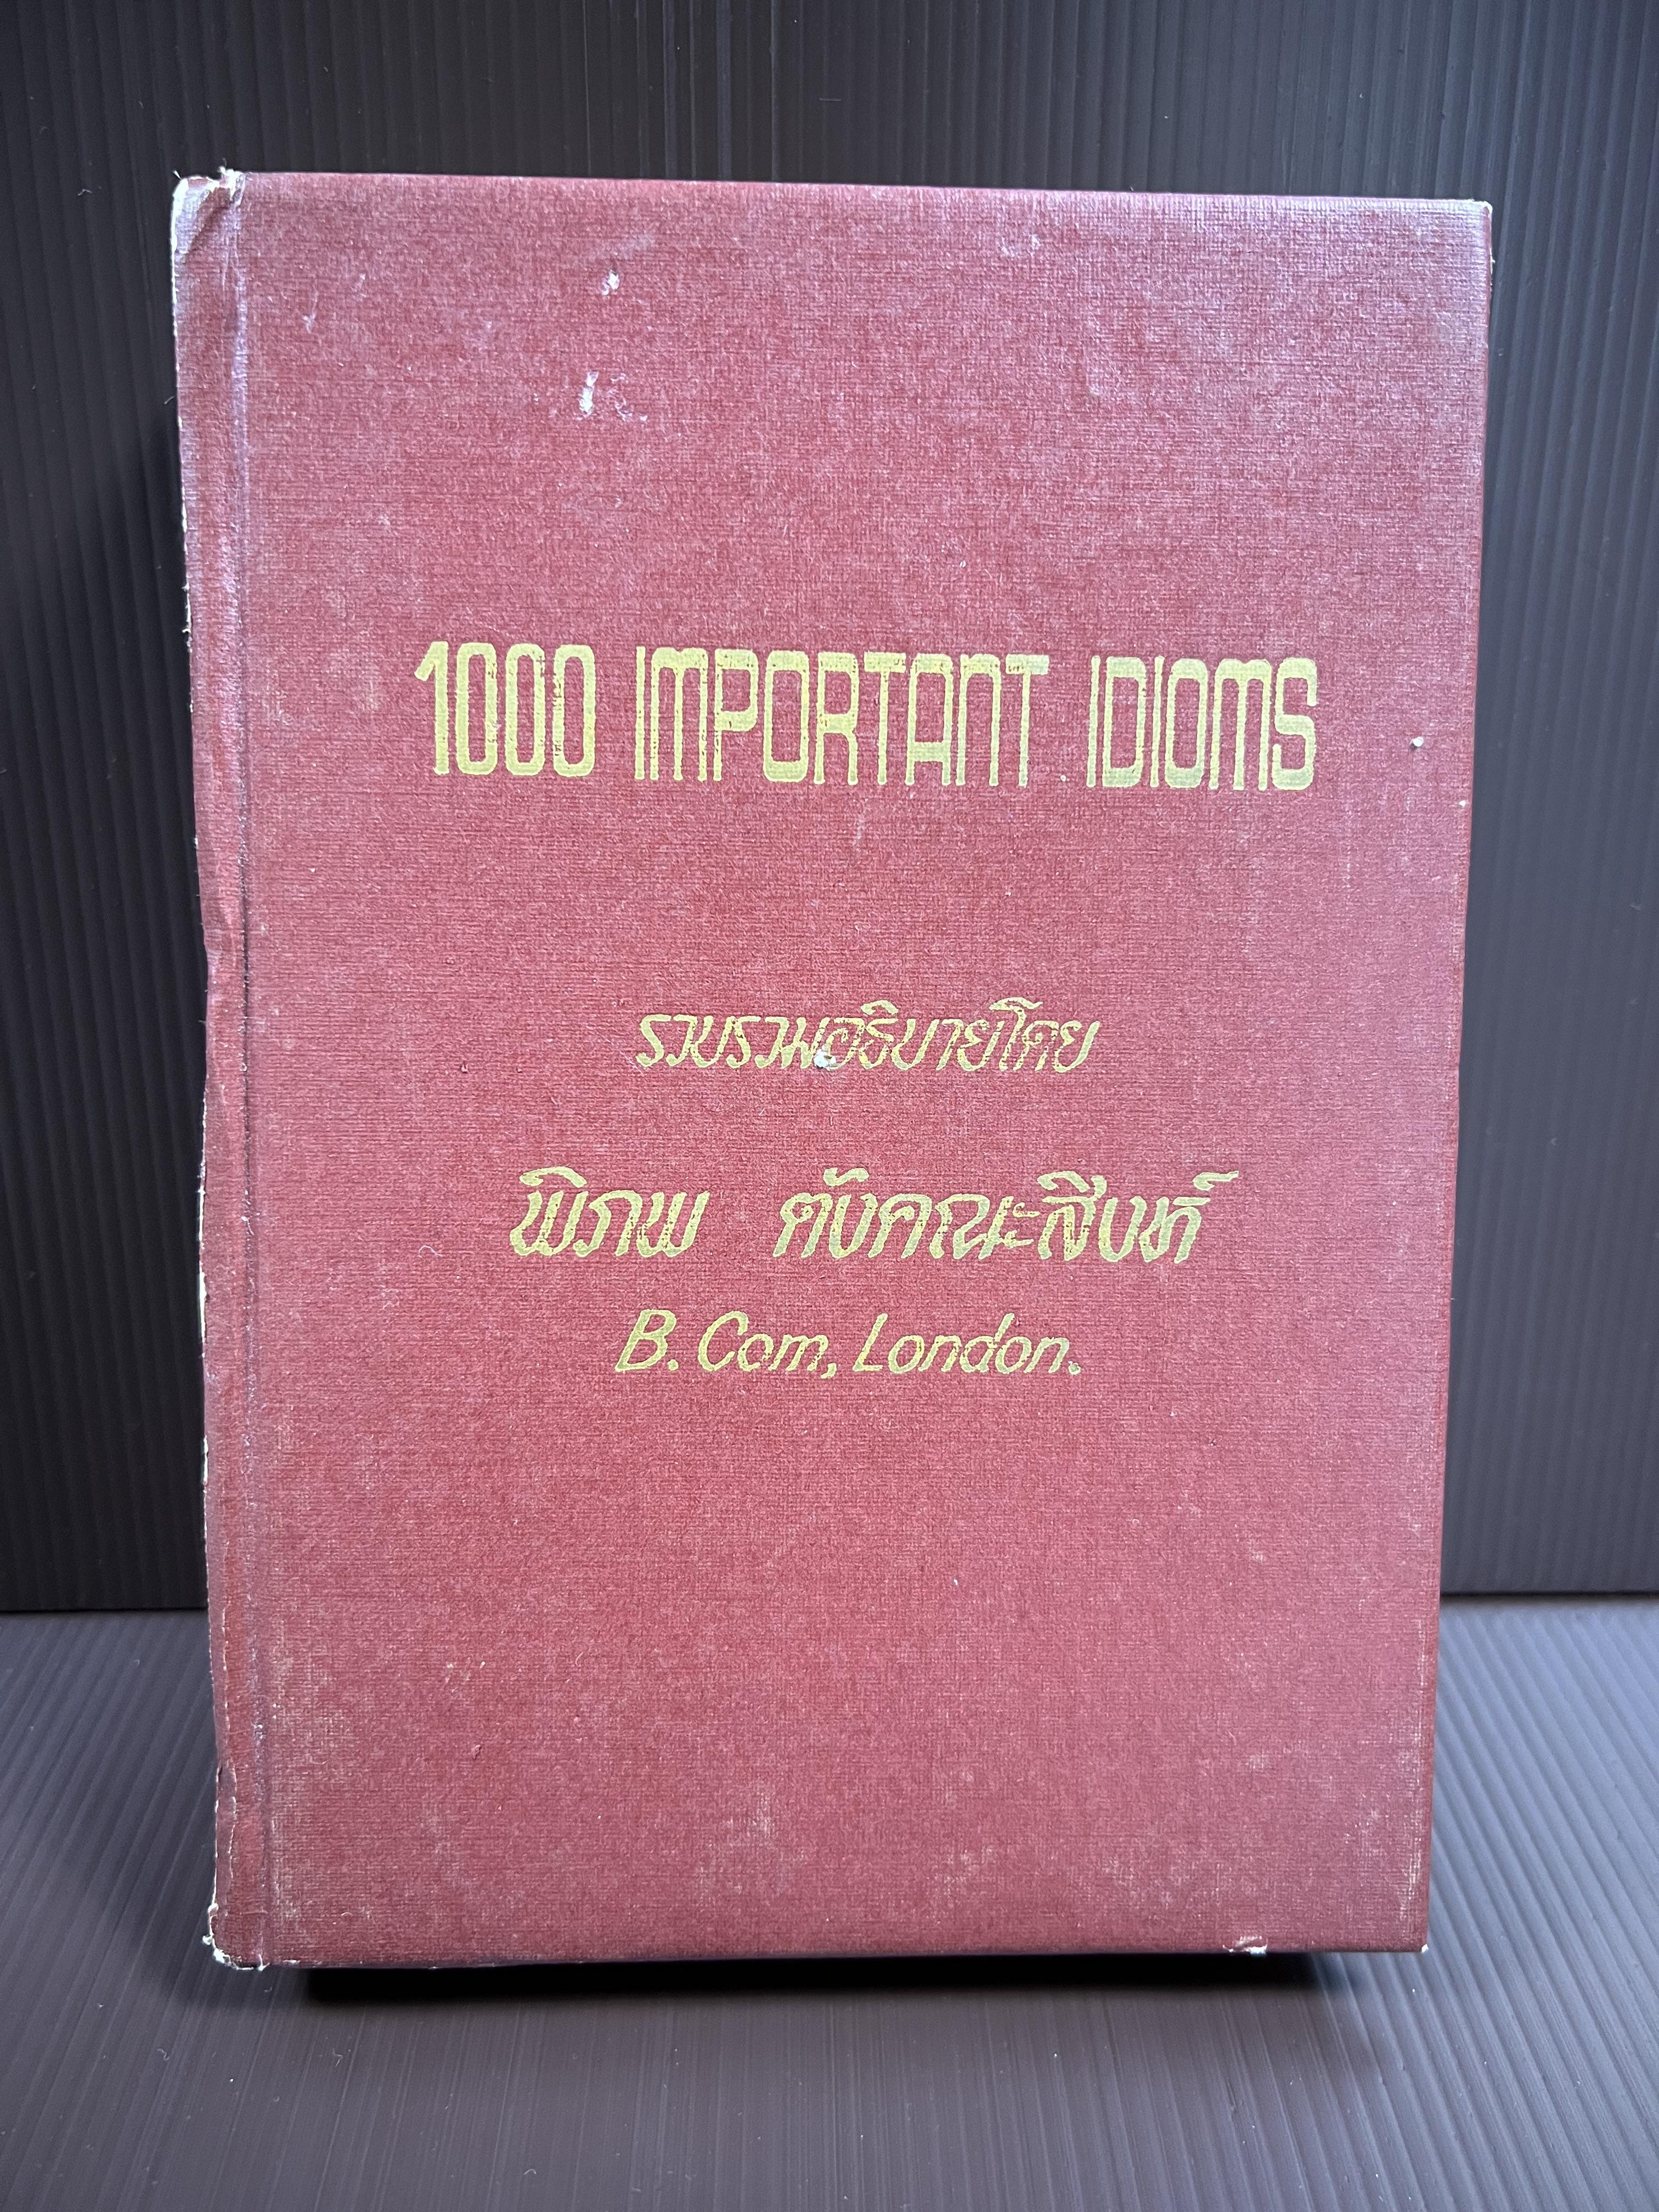 1000 IMPORTANT IDIOMS
รวบรวมอธิบายโดย
พิภพ ตังคณะสิงห์
B. Com, London.